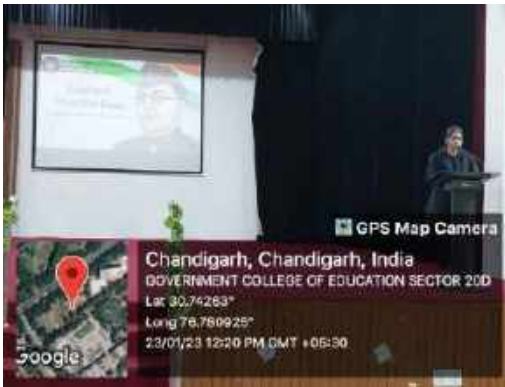 GPS Map Camera
Chandigarh, Chandigarh, India
GOVERNMENT COLLEGE OF EDUCATION SECTOR 20D
Lat 30.74263°
Long 76.780925°
23/01/23 12:20 PM GMT +05:30
Google